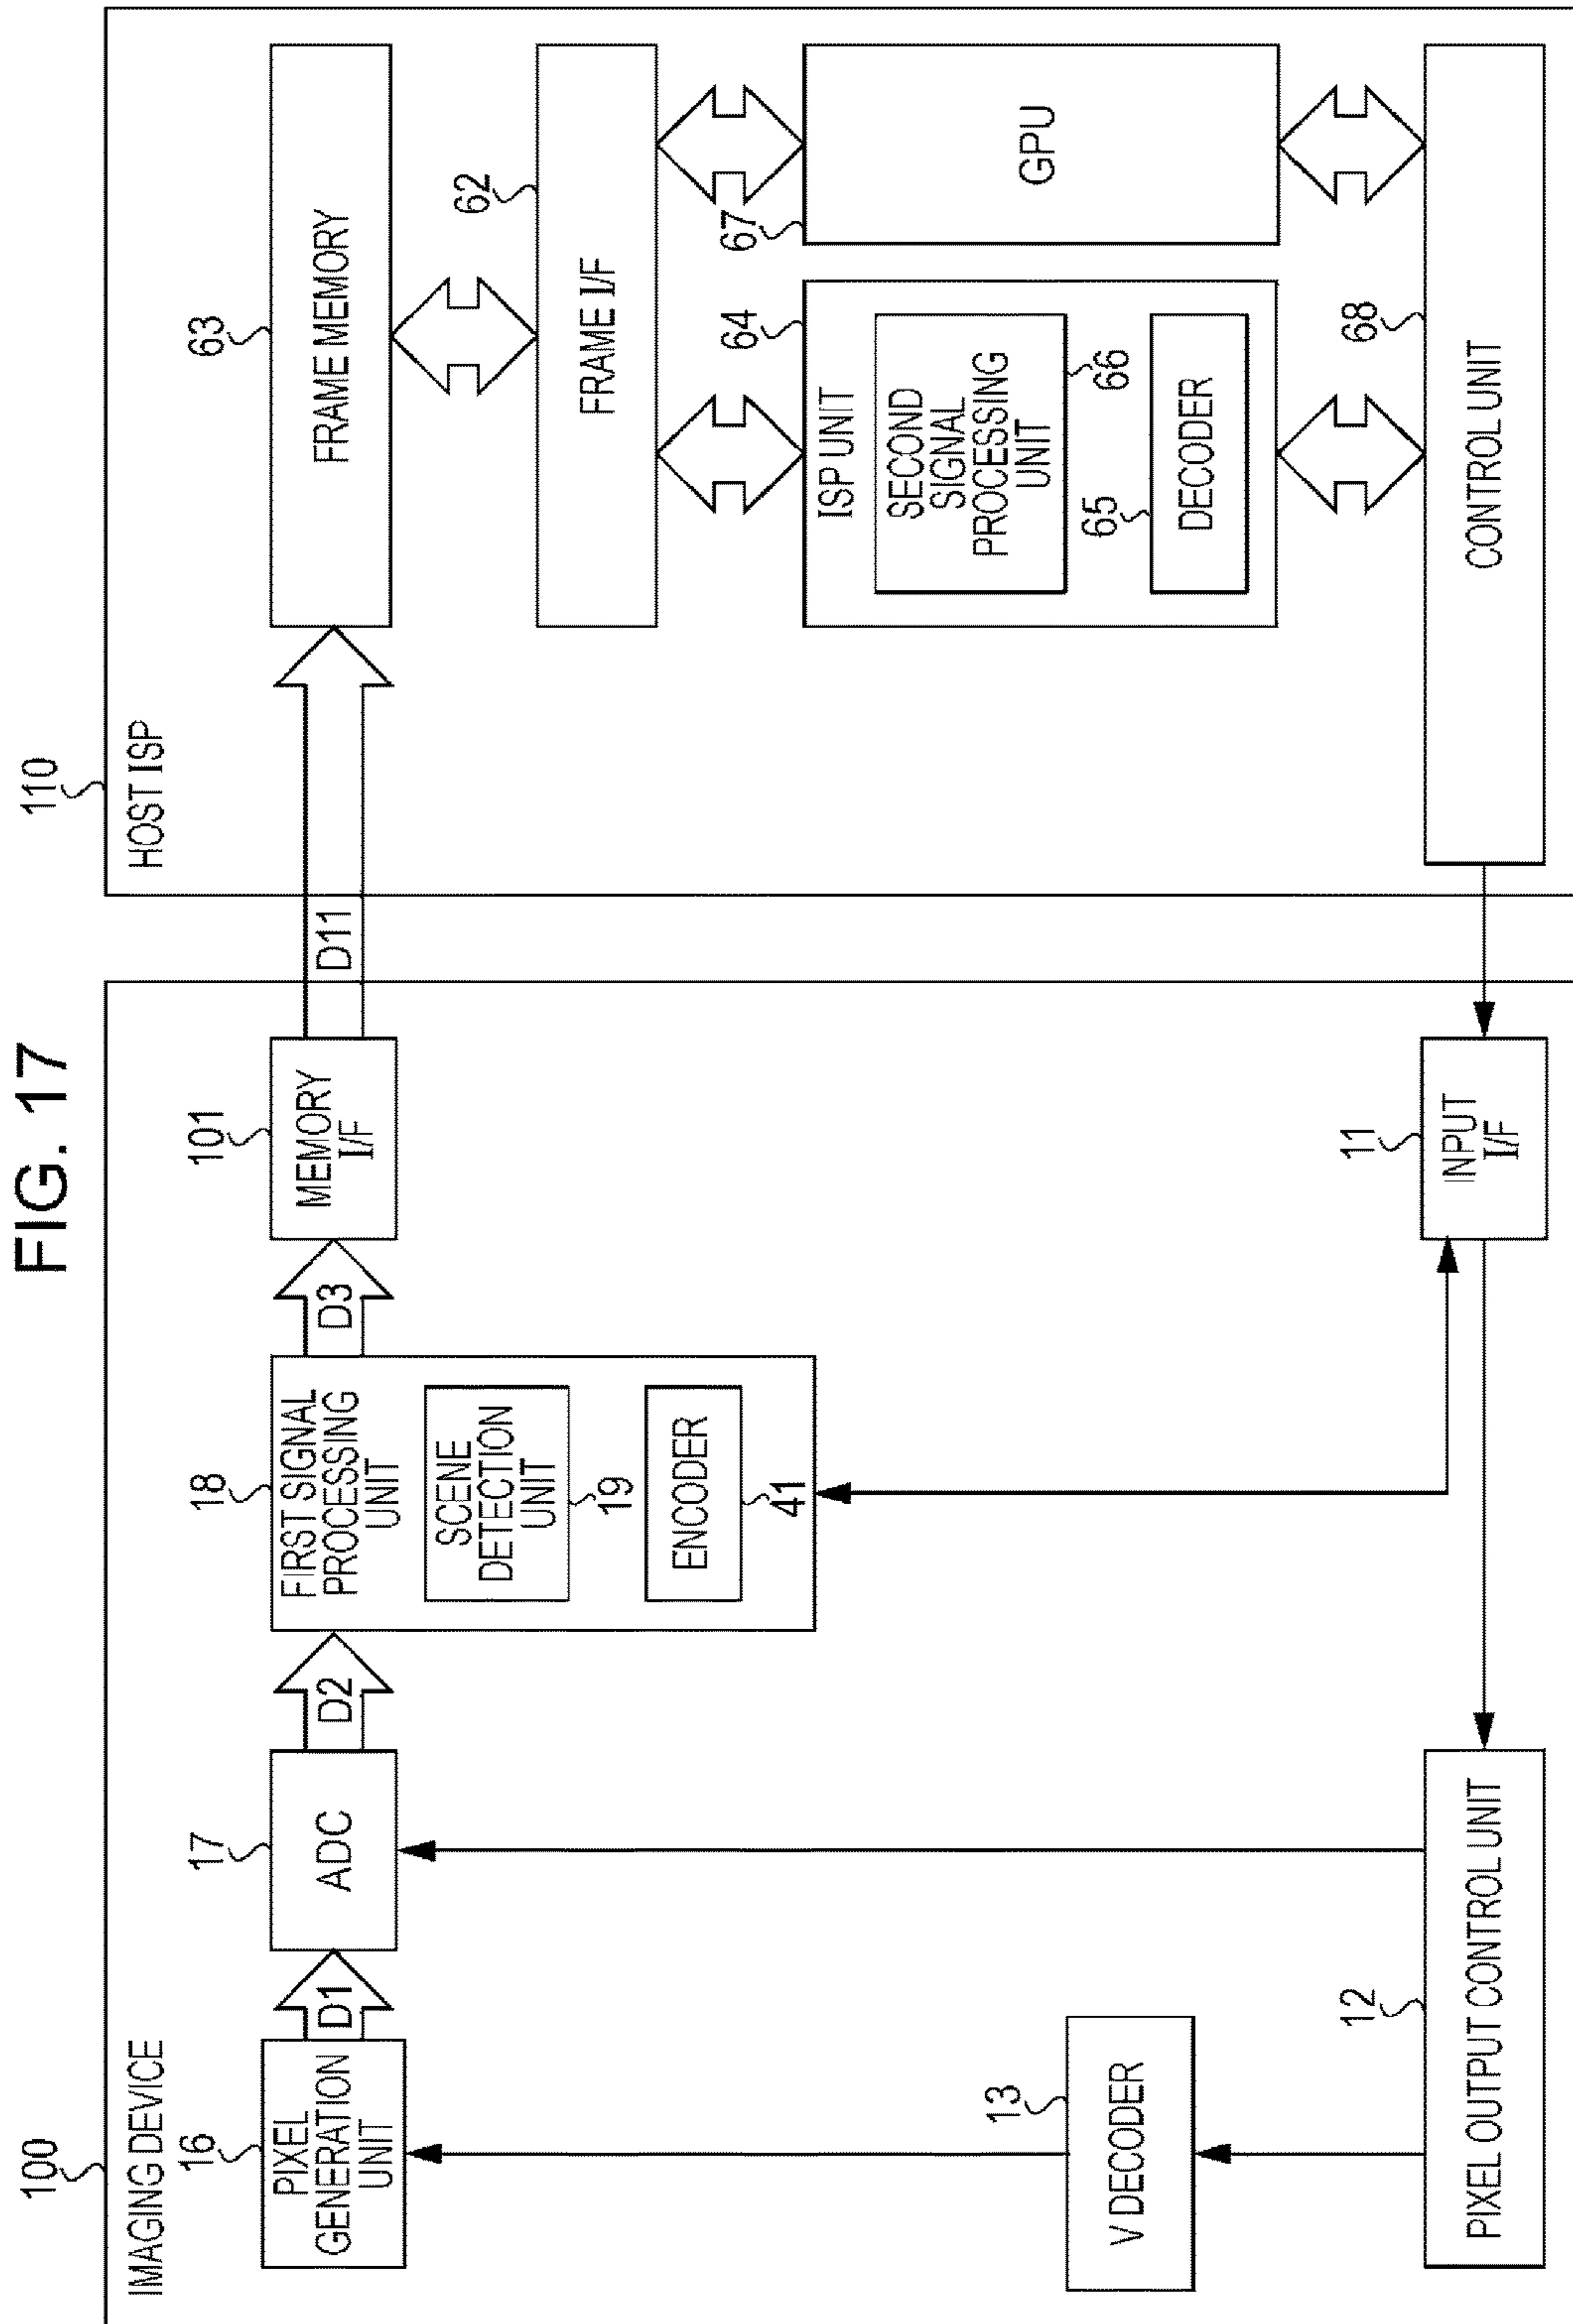 FIG. 17
100
IMAGING DEVICE
16
PIXEL
GENERATION
UNIT
D1
17
ADC
D2
18
FIRST SIGNAL
PROCESSING
UNIT
SCENE
DETECTION
UNIT
19
ENCODER
41
D3
101
MEMORY
I/F
D11
13
V DECODER
12
PIXEL OUTPUT CONTROL UNIT
11
INPUT
I/F
110
HOST ISP
63
FRAME MEMORY
62
FRAME I/F
64
ISP UNIT
SECOND
SIGNAL
PROCESSING
UNIT
66
65
DECODER
67
GPU
68
CONTROL UNIT